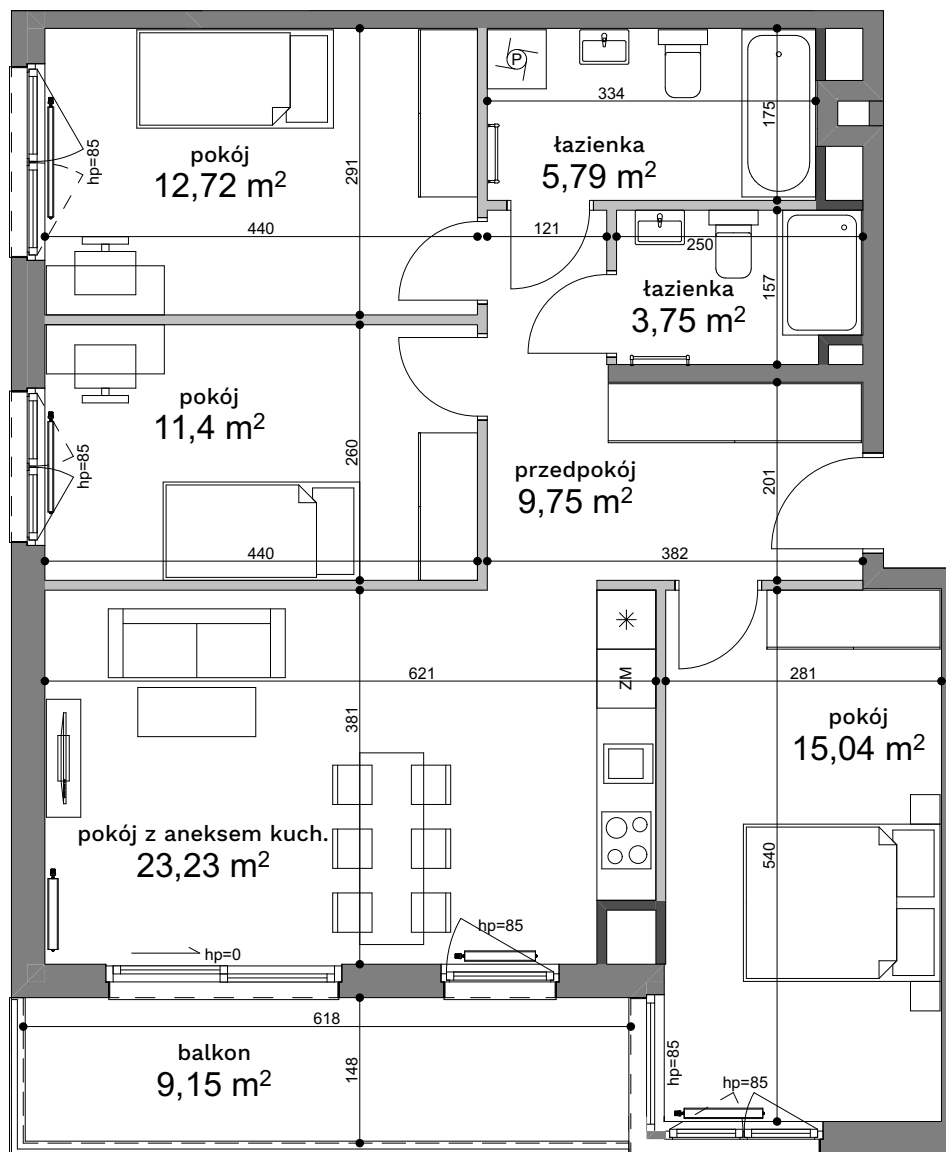 P
334
175
łazienka
5,79 m²
pokój
12,72 m²
hp=85
291
440
121
250
157
łazienka
3,75 m²
pokój
11,4 m²
hp=85
260
440
przedpokój
9,75 m²
201
382
621
381
ZM
281
pokój
15,04 m²
540
pokój z aneksem kuch.
23,23 m²
hp=0
hp=85
618
balkon
9,15 m²
148
hp=85
hp=85